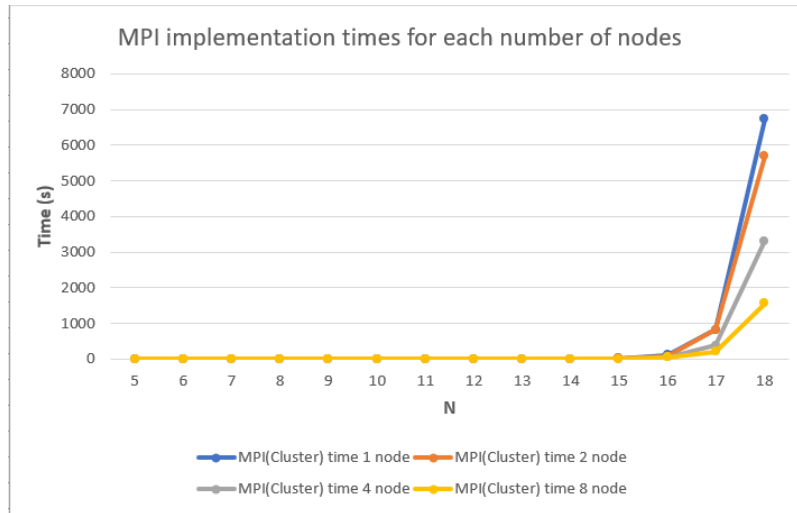 MPI implementation times for each number of nodes
8000
7000
6000
5000
4000
3000
2000
1000
0
Time (s)
5 6 7 8 9 10 11 12 13 14 15 16 17 18
N
MPI(Cluster) time 1 node MPI(Cluster) time 2 node
MPI(Cluster) time 4 node MPI(Cluster) time 8 node